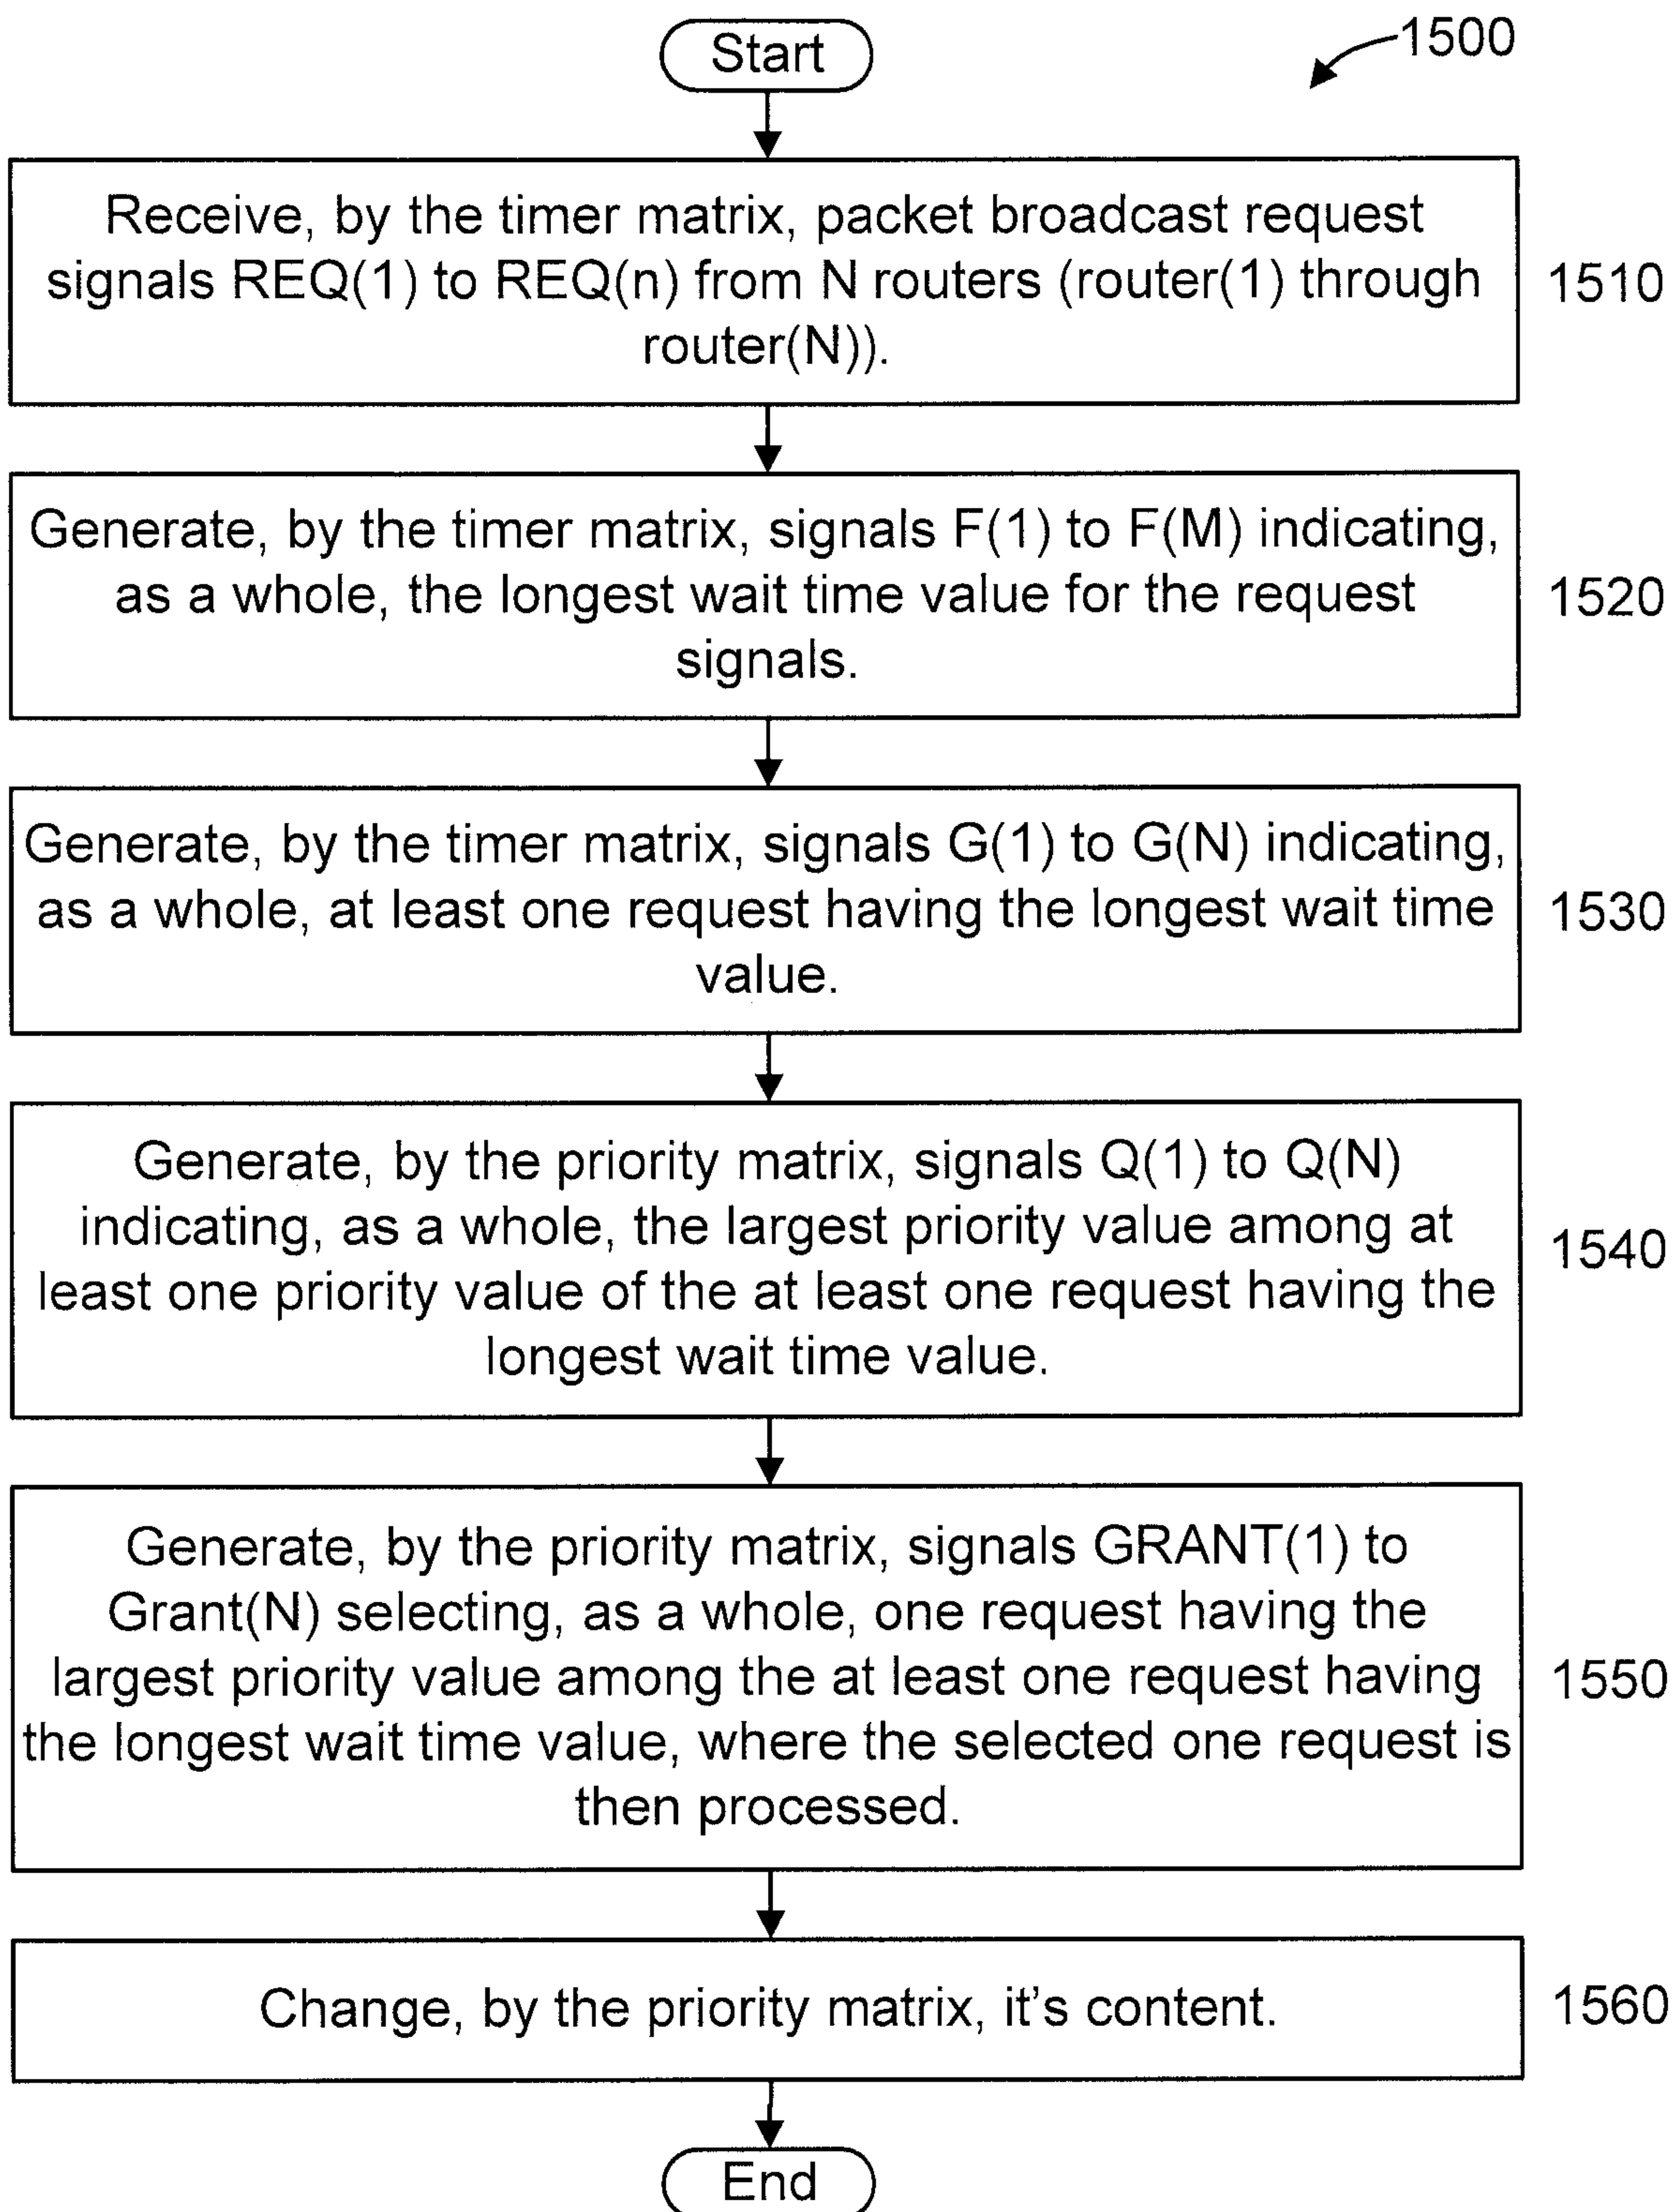 Start
1500
Receive, by the timer matrix, packet broadcast request
signals REQ(1) to REQ(n) from N routers (router(1) through
router(N)).
1510
Generate, by the timer matrix, signals F(1) to F(M) indicating,
as a whole, the longest wait time value for the request
signals.
1520
Generate, by the timer matrix, signals G(1) to G(N) indicating,
as a whole, at least one request having the longest wait time
value.
1530
Generate, by the priority matrix, signals Q(1) to Q(N)
indicating, as a whole, the largest priority value among at
least one priority value of the at least one request having the
longest wait time value.
1540
Generate, by the priority matrix, signals GRANT(1) to
Grant(N) selecting, as a whole, one request having the
largest priority value among the at least one request having
the longest wait time value, where the selected one request is
then processed.
1550
Change, by the priority matrix, it's content.
1560
End